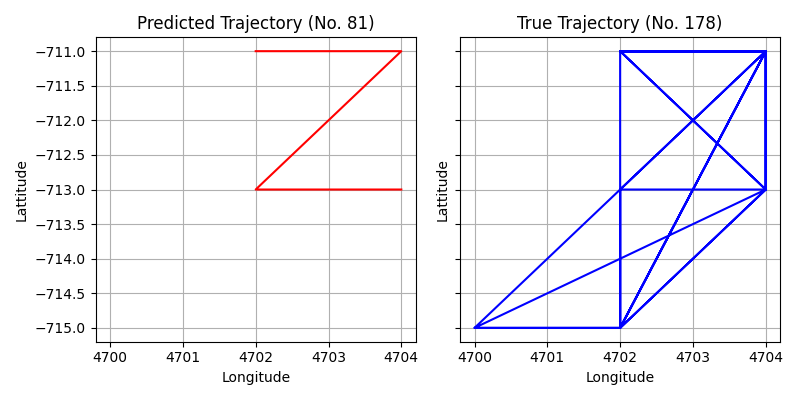 Predicted Trajectory (No. 81)
−711.0
−711.5
−712.0
−712.5
−713.0
−713.5
−714.0
−714.5
−715.0
Lattitude
4700 4701 4702 4703 4704
Longitude
True Trajectory (No. 178)
Lattitude
4700 4701 4702 4703 4704
Longitude